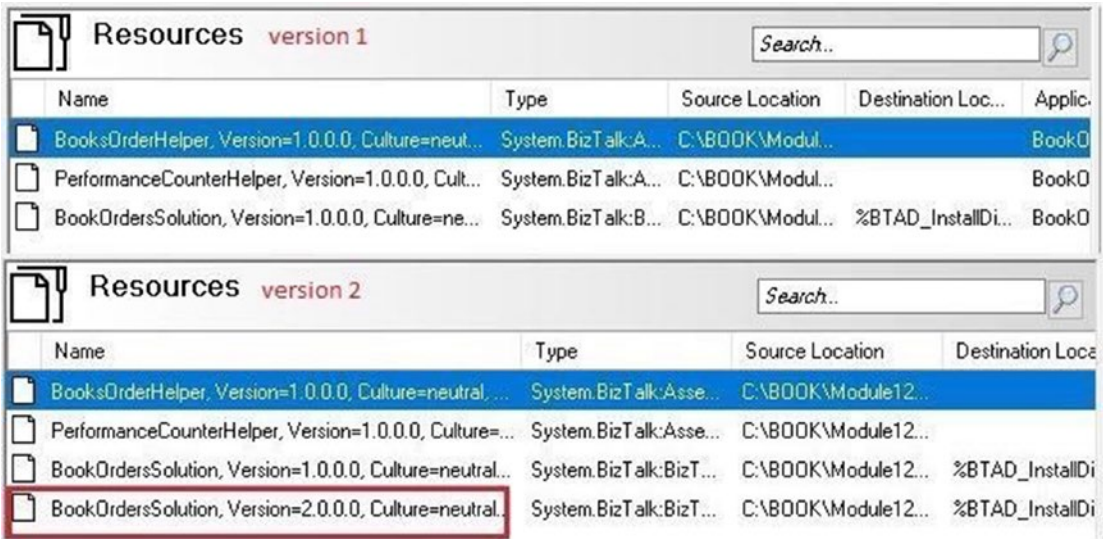 Resources version 1 Search...
Name Type Source Location Destination Loc... Applic
BooksOrderHelper, Version=1.0.0.0, Culture=neut... System.BizTalk:A... C:\BOOK\Modul... BookO
PerformanceCounterHelper, Version=1.0.0.0, Cult... System.BizTalk:A... C:\BOOK\Modul... BookO
BookOrdersSolution, Version=1.0.0.0, Culture=ne... System.BizTalk:B... C:\BOOK\Modul... %BTAD_InstallDi... BookO
Resources version 2 Search...
Name Type Source Location Destination Loca
BooksOrderHelper, Version=1.0.0.0, Culture=neutral, ... System.BizTalk:Asse... C:\BOOK\Module12...
PerformanceCounterHelper, Version=1.0.0.0, Culture=... System.BizTalk:Asse... C:\BOOK\Module12...
BookOrdersSolution, Version=1.0.0.0, Culture=neutral... System.BizTalk:BizT... C:\BOOK\Module12... %BTAD_InstallDi
BookOrdersSolution, Version=2.0.0.0, Culture=neutral.. System.BizTalk:BizT... C:\BOOK\Module12... %BTAD_InstallDi